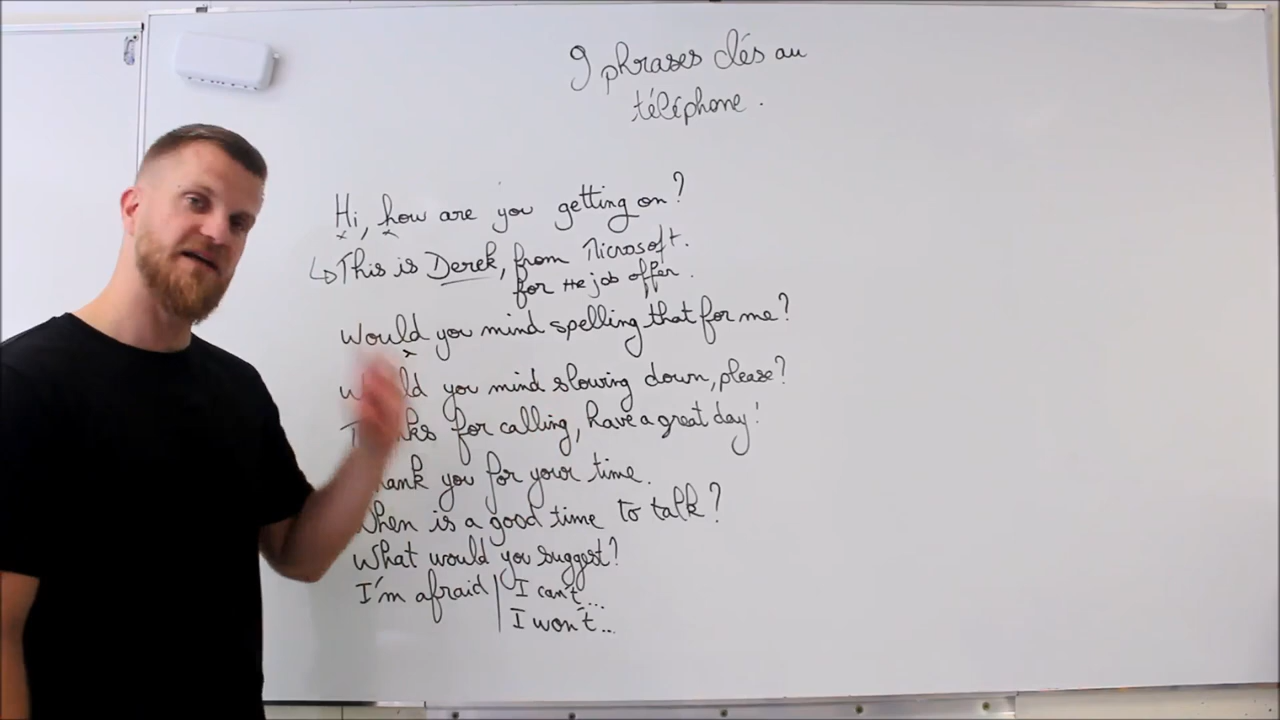 9 phrases clés au
téléphone.
Hi, how are you getting on?
↳ This is Derek, from Microsoft.
for the job offer.
Would you mind spelling that for me?
Would you mind slowing down, please?
Thanks for calling, have a great day!
Thank you for your time.
When is a good time to talk?
What would you suggest?
I'm afraid | I can't...
I won't...